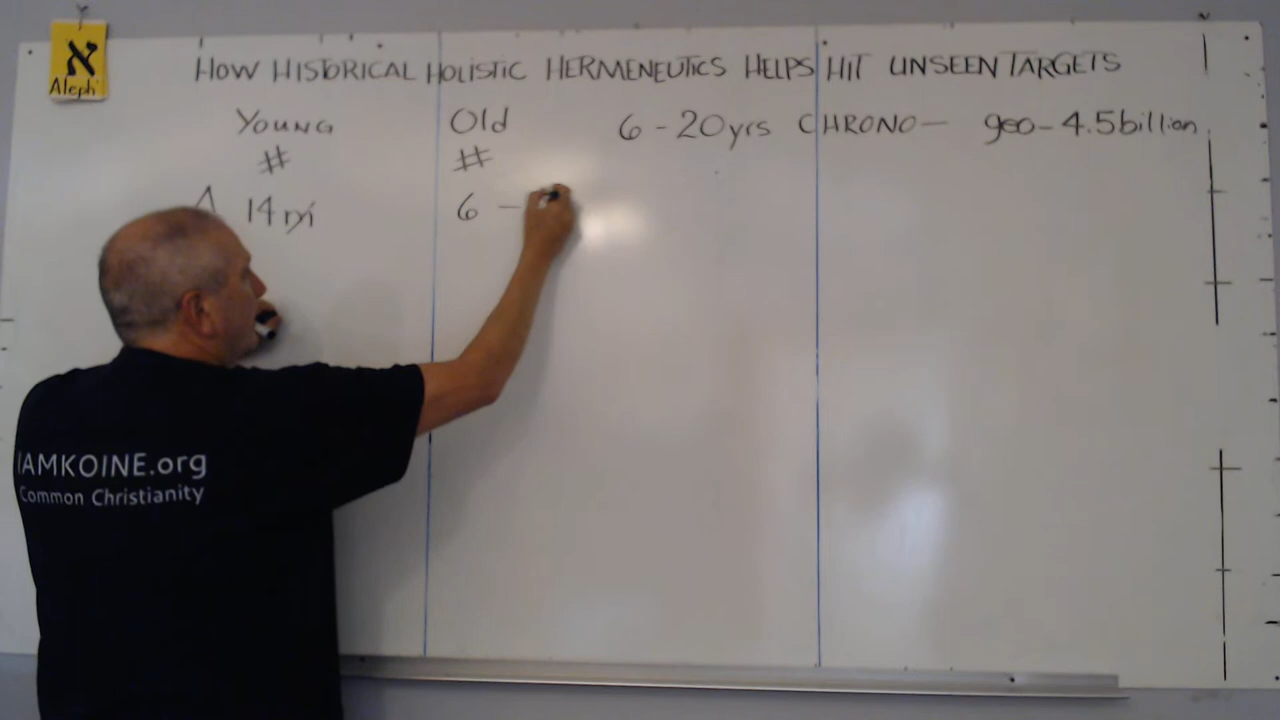 א
Aleph
HOW HISTORICAL HOLISTIC HERMENEUTICS HELPS HIT UNSEEN TARGETS
YOUNG Old 6-20yrs CHRONO— geo-4.5billion
# #
14 6 —
IAMKOINE.org
Common Christianity